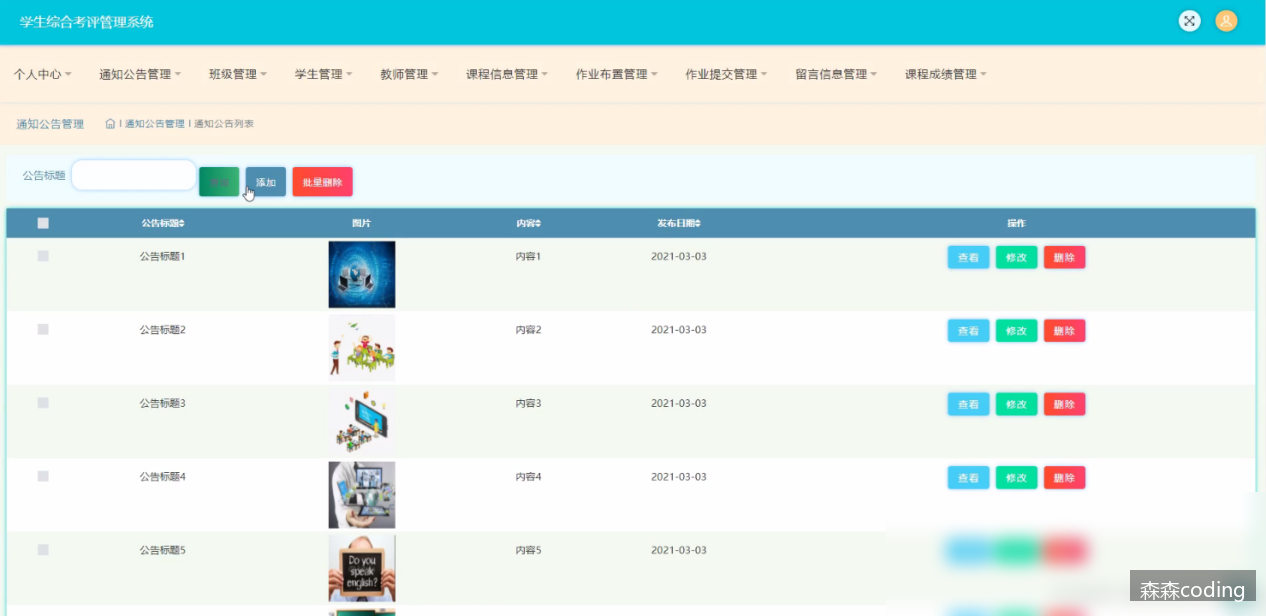 学生综合考评管理系统
个人中心 通知公告管理 班级管理 学生管理 教师管理 课程信息管理 作业布置管理 作业提交管理 留言信息管理 课程成绩管理
通知公告管理 通知公告管理 通知公告列表
公告标题 添加 批量删除
公告标题 图片 内容 发布日期 操作
公告标题1 内容1 2021-03-03 查看 修改 删除
公告标题2 内容2 2021-03-03 查看 修改 删除
公告标题3 内容3 2021-03-03 查看 修改 删除
公告标题4 内容4 2021-03-03 查看 修改 删除
公告标题5 内容5 2021-03-03
Do you
speak
english?
森森coding